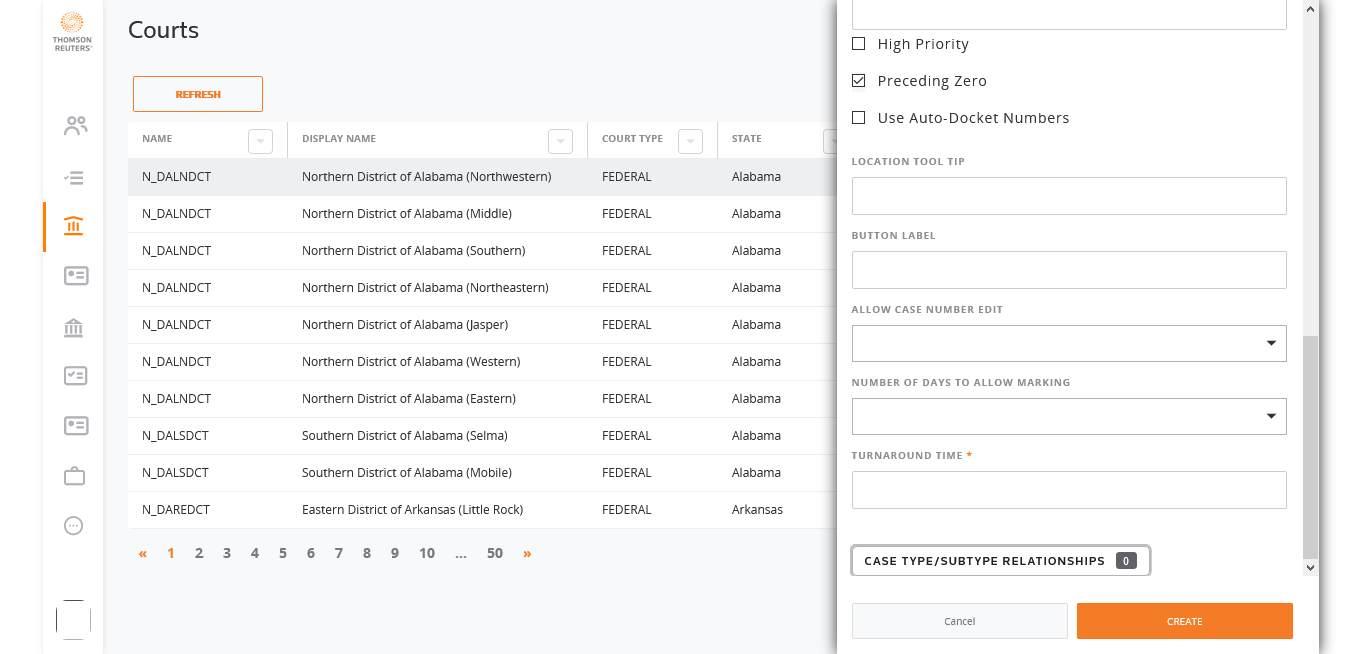 THOMSON
REUTERS®
Courts
REFRESH
NAME DISPLAY NAME COURT TYPE STATE
N_DALNDCT Northern District of Alabama (Northwestern) FEDERAL Alabama
N_DALNDCT Northern District of Alabama (Middle) FEDERAL Alabama
N_DALNDCT Northern District of Alabama (Southern) FEDERAL Alabama
N_DALNDCT Northern District of Alabama (Northeastern) FEDERAL Alabama
N_DALNDCT Northern District of Alabama (Jasper) FEDERAL Alabama
N_DALNDCT Northern District of Alabama (Western) FEDERAL Alabama
N_DALNDCT Northern District of Alabama (Eastern) FEDERAL Alabama
N_DALSDCT Southern District of Alabama (Selma) FEDERAL Alabama
N_DALSDCT Southern District of Alabama (Mobile) FEDERAL Alabama
N_DAREDCT Eastern District of Arkansas (Little Rock) FEDERAL Arkansas
« 1 2 3 4 5 6 7 8 9 10 ... 50 »
High Priority
Preceding Zero
Use Auto-Docket Numbers
LOCATION TOOL TIP
BUTTON LABEL
ALLOW CASE NUMBER EDIT
NUMBER OF DAYS TO ALLOW MARKING
TURNAROUND TIME *
CASE TYPE/SUBTYPE RELATIONSHIPS 0
Cancel CREATE